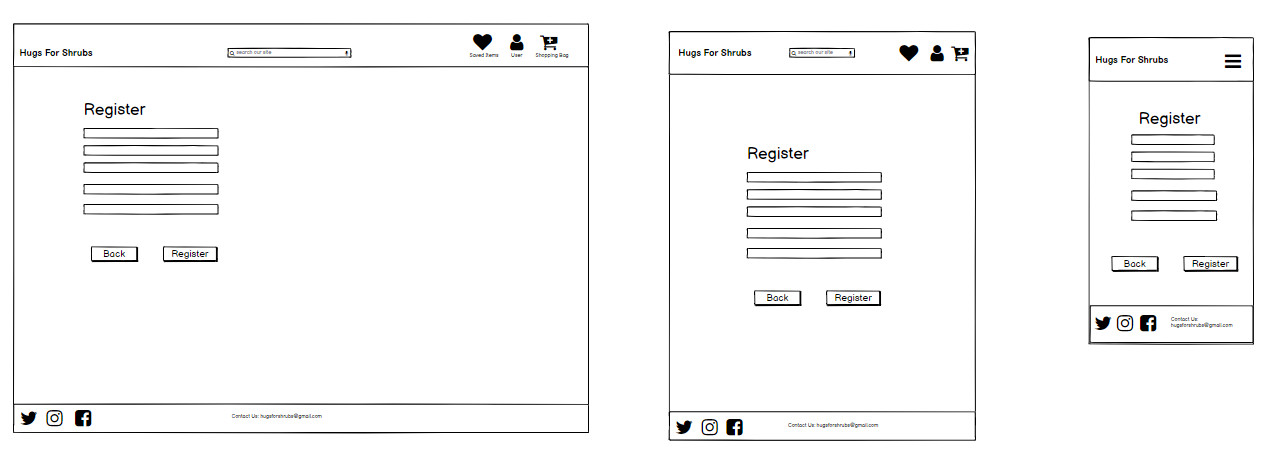 Hugs For Shrubs
search our site
Saved Items
User
Shopping Bag
Register
Back
Register
Contact Us: hugsforshrubs@gmail.com
Hugs For Shrubs
search our site
Register
Back
Register
Contact Us: hugsforshrubs@gmail.com
Hugs For Shrubs
Register
Back
Register
Contact Us:
hugsforshrubs@gmail.com